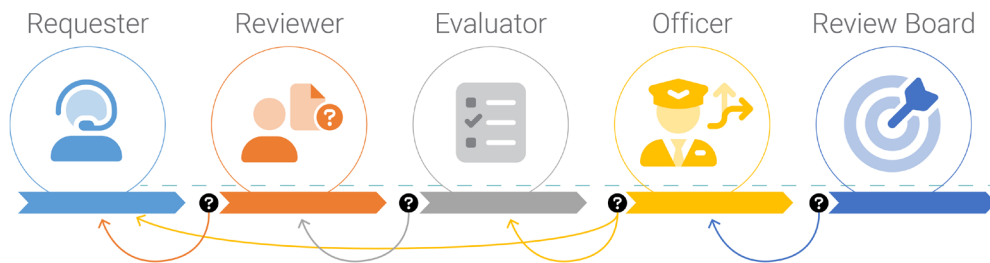 Requester
Reviewer
Evaluator
Officer
Review Board
?
?
?
?
?